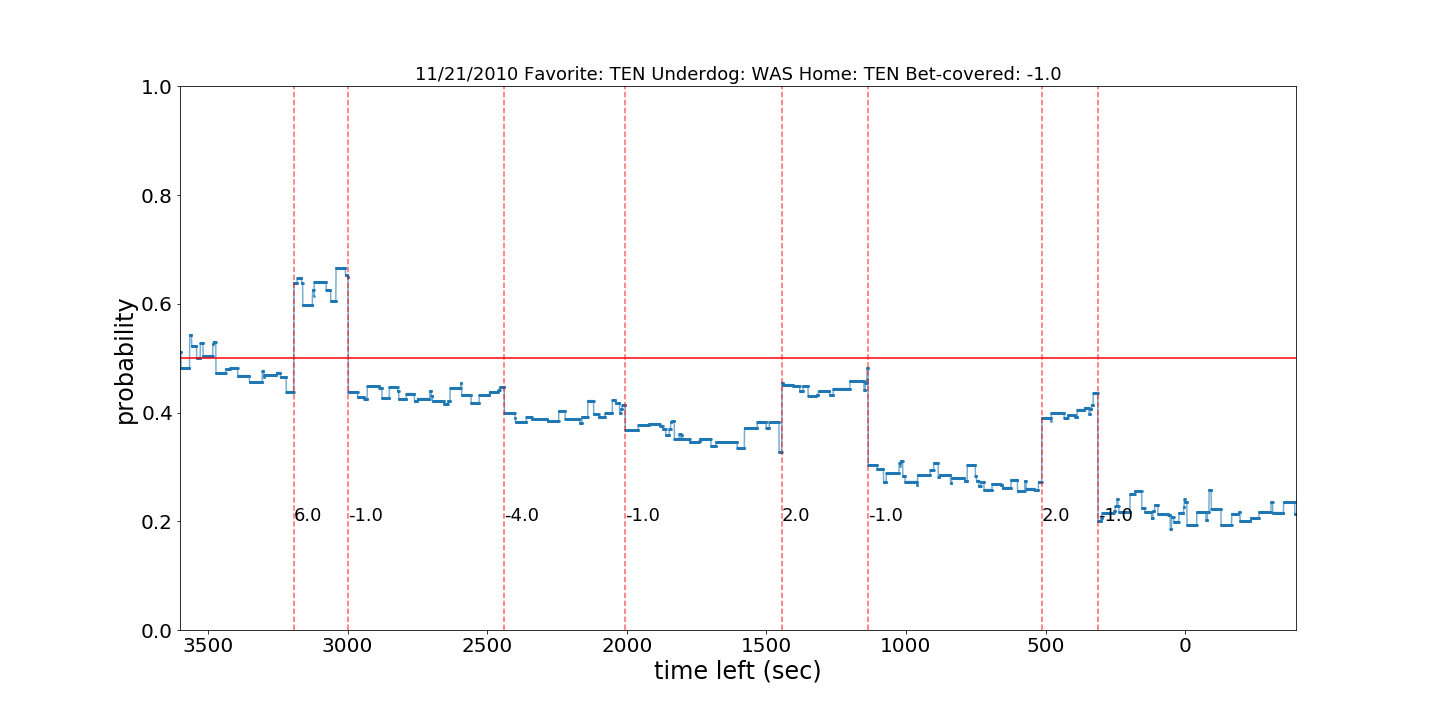 11/21/2010 Favorite: TEN Underdog: WAS Home: TEN Bet-covered: -1.0
1.0
0.8
0.6
0.4
0.2
0.0
probability
6.0 -1.0 -4.0 -1.0 2.0 -1.0 2.0 -1.0
3500 3000 2500 2000 1500 1000 500 0
time left (sec)